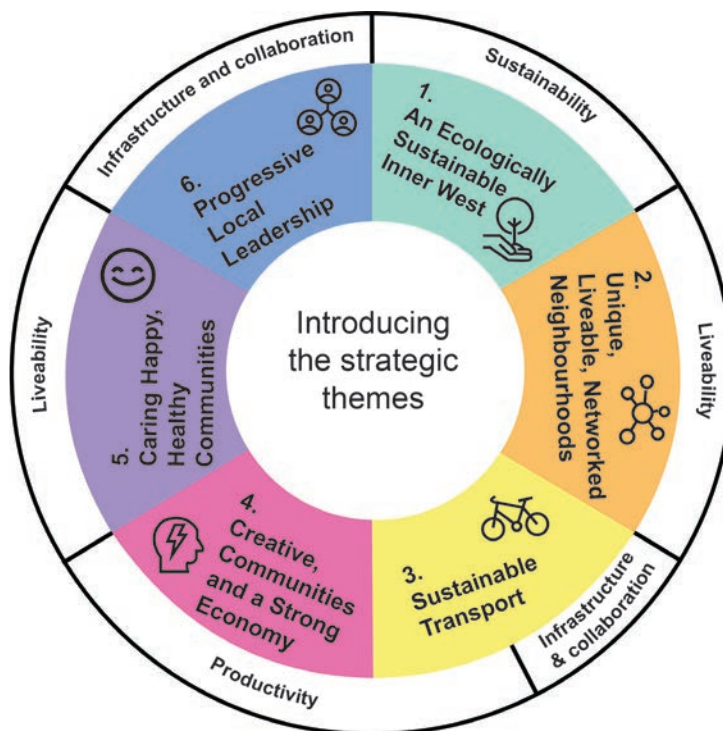 Introducing
the strategic
themes
Sustainability
1.
An Ecologically
Sustainable
Inner West
Liveability
2.
Unique,
Liveable, Networked
Neighbourhoods
Infrastructure
& collaboration
3.
Sustainable
Transport
Productivity
4.
Creative,
Communities
and a Strong
Economy
Liveability
5.
Caring Happy,
Healthy
Communities
Infrastructure and collaboration
6.
Progressive
Local
Leadership